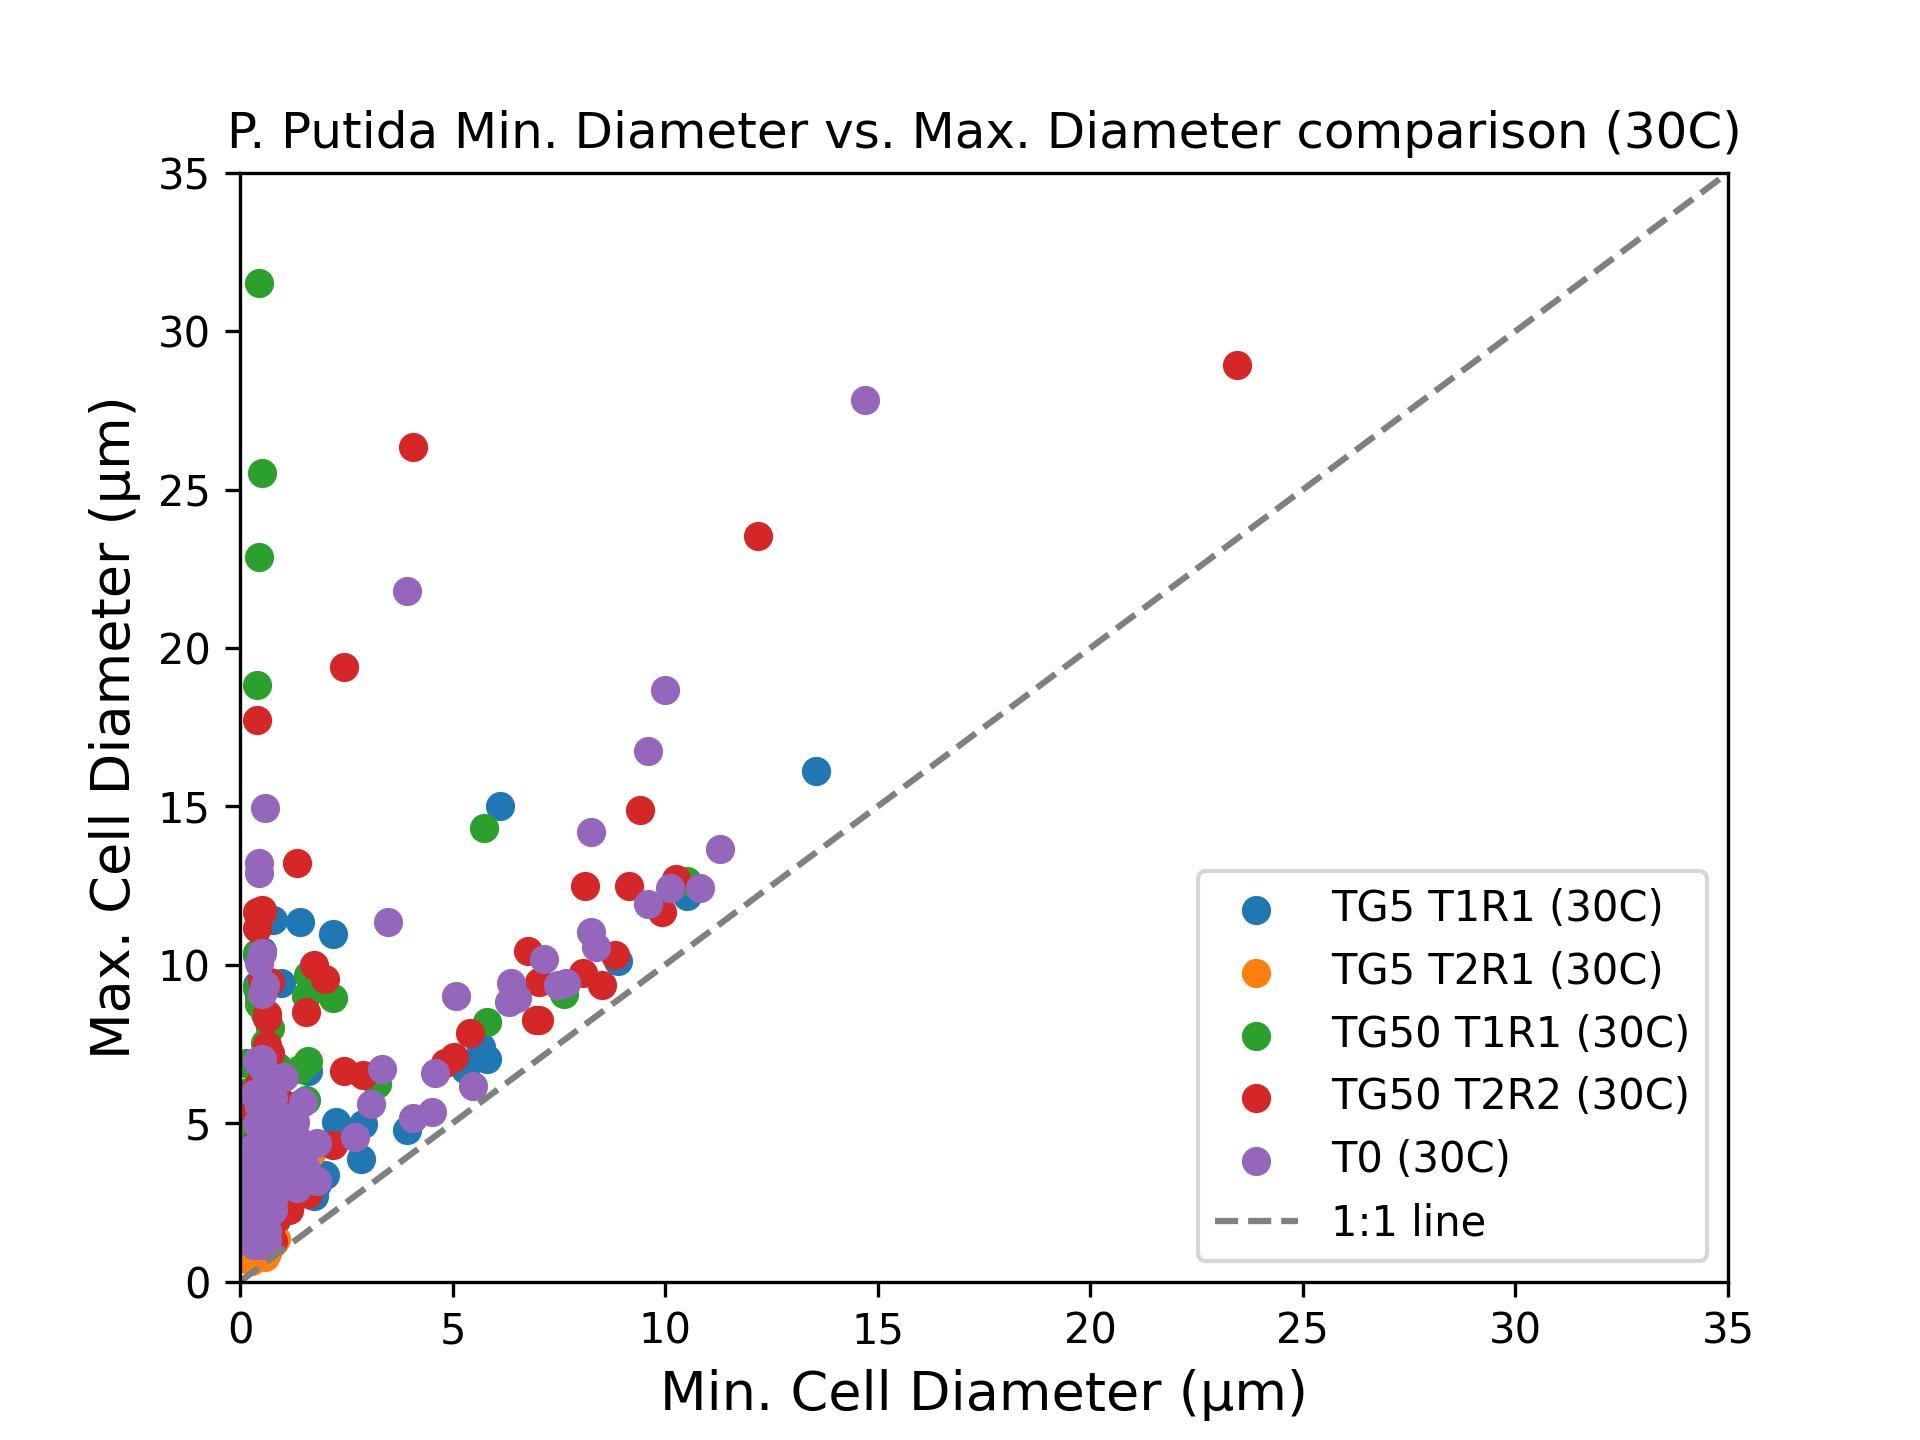 P. Putida Min. Diameter vs. Max. Diameter comparison (30C)
35
30
25
20
15
10
5
0
Max. Cell Diameter (μm)
0 5 10 15 20 25 30 35
Min. Cell Diameter (μm)
TG5 T1R1 (30C)
TG5 T2R1 (30C)
TG50 T1R1 (30C)
TG50 T2R2 (30C)
T0 (30C)
1:1 line